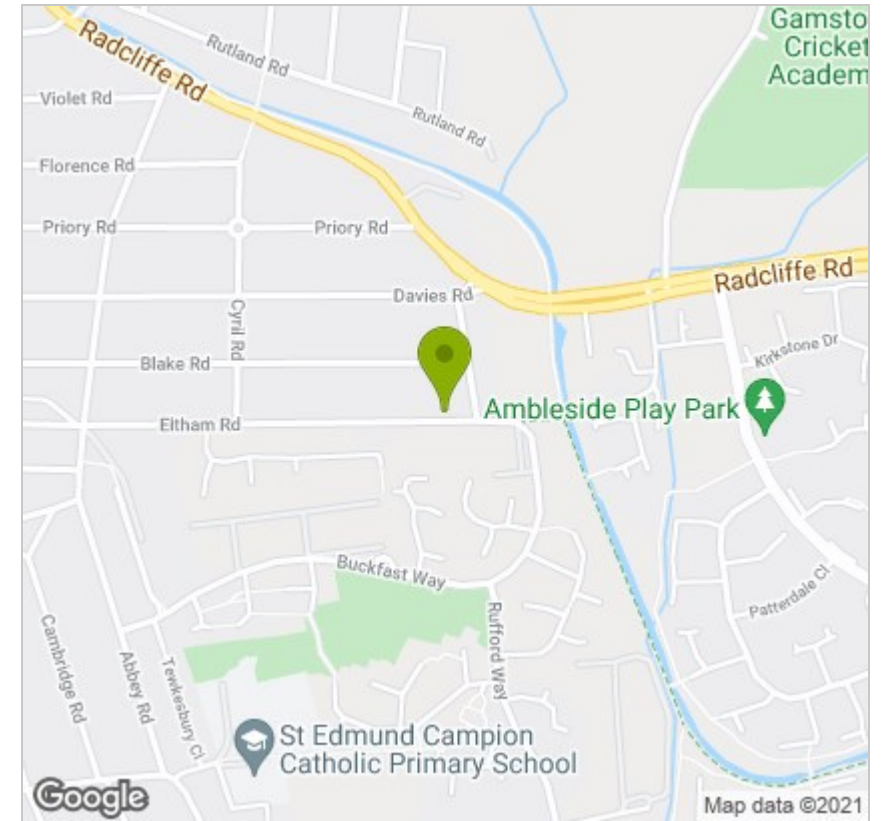 Gamsto
Cricket
Academ
Radcliffe Rd
Rutland Rd
Violet Rd
Rutland Rd
Florence Rd
Priory Rd
Priory Rd
Radcliffe Rd
Davies Rd
Cyril Rd
Kirkstone Dr
Blake Rd
Ambleside Play Park
Eltham Rd
Buckfast Way
Patterdale Cl
Rufford Way
Cambridge Rd
Abbey Rd
Tewkesbury Cl
St Edmund Campion
Catholic Primary School
Google
Map data ©2021